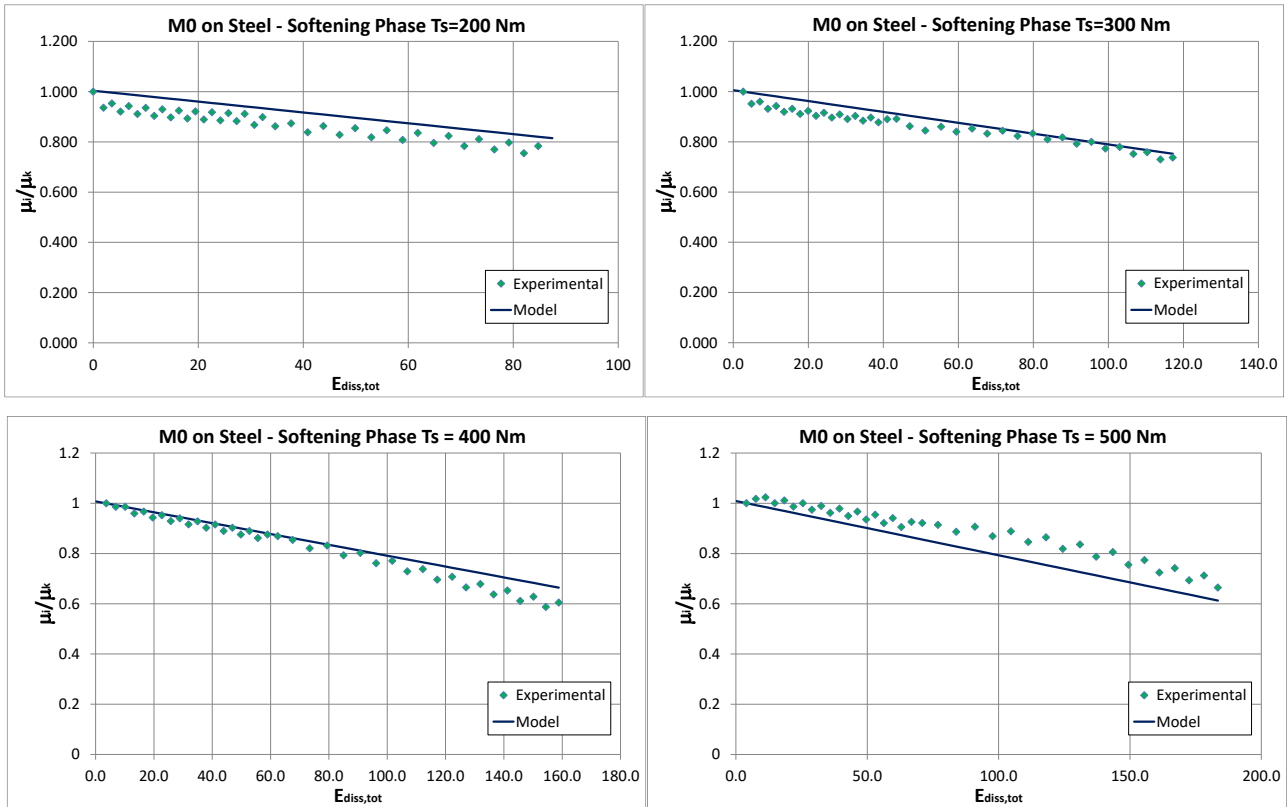 M0 on Steel - Softening Phase Ts=200 Nm
1.200
1.000
0.800
0.600
0.400
0.200
0.000
μi/μk
0 20 40 60 80 100
Ediss,tot
Experimental
Model
M0 on Steel - Softening Phase Ts=300 Nm
1.200
1.000
0.800
0.600
0.400
0.200
0.000
μi/μk
0.0 20.0 40.0 60.0 80.0 100.0 120.0 140.0
Ediss,tot
Experimental
Model
M0 on Steel - Softening Phase Ts = 400 Nm
1.2
1
0.8
0.6
0.4
0.2
0
μi/μk
0.0 20.0 40.0 60.0 80.0 100.0 120.0 140.0 160.0 180.0
Ediss,tot
Experimental
Model
M0 on Steel - Softening Phase Ts = 500 Nm
1.2
1
0.8
0.6
0.4
0.2
0
μi/μk
0.0 50.0 100.0 150.0 200.0
Ediss,tot
Experimental
Model